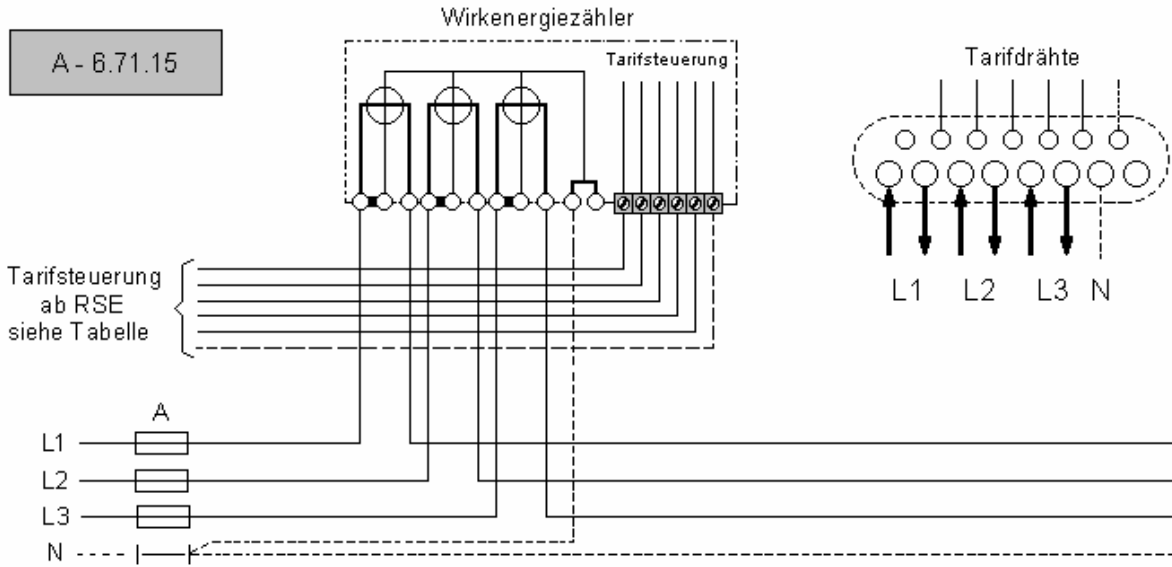 Wirkenergiezähler
A - 6.71.15
Tarifsteuerung
Tarifdrähte
Tarifsteuerung
ab RSE
siehe Tabelle
L1 L2 L3 N
A
L1
L2
L3
N